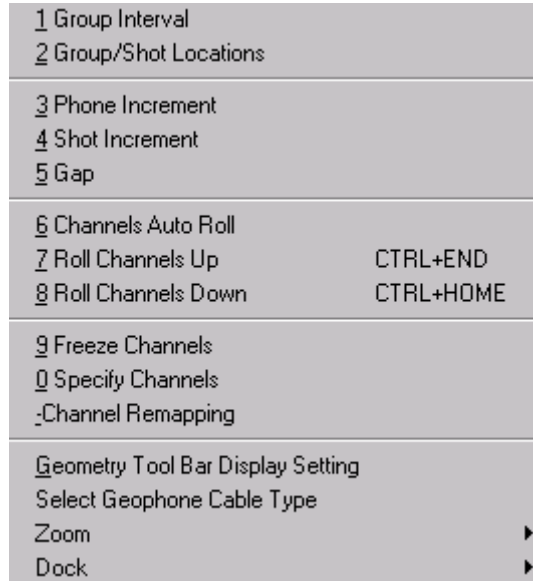 1 Group Interval
2 Group/Shot Locations
3 Phone Increment
4 Shot Increment
5 Gap
6 Channels Auto Roll
7 Roll Channels Up CTRL+END
8 Roll Channels Down CTRL+HOME
9 Freeze Channels
0 Specify Channels
-Channel Remapping
Geometry Tool Bar Display Setting
Select Geophone Cable Type
Zoom
Dock